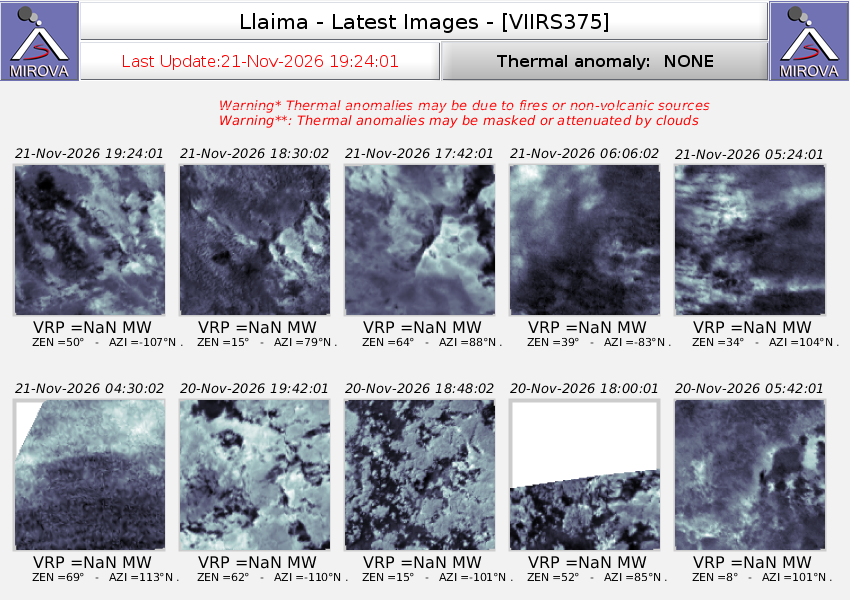 Llaima - Latest Images - [VIIRS375]
MIROVA
Last Update:21-Nov-2026 19:24:01
Thermal anomaly: NONE
MIROVA
Warning* Thermal anomalies may be due to fires or non-volcanic sources
Warning**: Thermal anomalies may be masked or attenuated by clouds
21-Nov-2026 19:24:01
21-Nov-2026 18:30:02
21-Nov-2026 17:42:01
21-Nov-2026 06:06:02
21-Nov-2026 05:24:01
VRP =NaN MW
VRP =NaN MW
VRP =NaN MW
VRP =NaN MW
VRP =NaN MW
ZEN =50° - AZI =-107°N .
ZEN =15° - AZI =79°N .
ZEN =64° - AZI =88°N .
ZEN =39° - AZI =-83°N .
ZEN =34° - AZI =104°N .
21-Nov-2026 04:30:02
20-Nov-2026 19:42:01
20-Nov-2026 18:48:02
20-Nov-2026 18:00:01
20-Nov-2026 05:42:01
VRP =NaN MW
VRP =NaN MW
VRP =NaN MW
VRP =NaN MW
VRP =NaN MW
ZEN =69° - AZI =113°N .
ZEN =62° - AZI =-110°N .
ZEN =15° - AZI =-101°N .
ZEN =52° - AZI =85°N .
ZEN =8° - AZI =101°N .